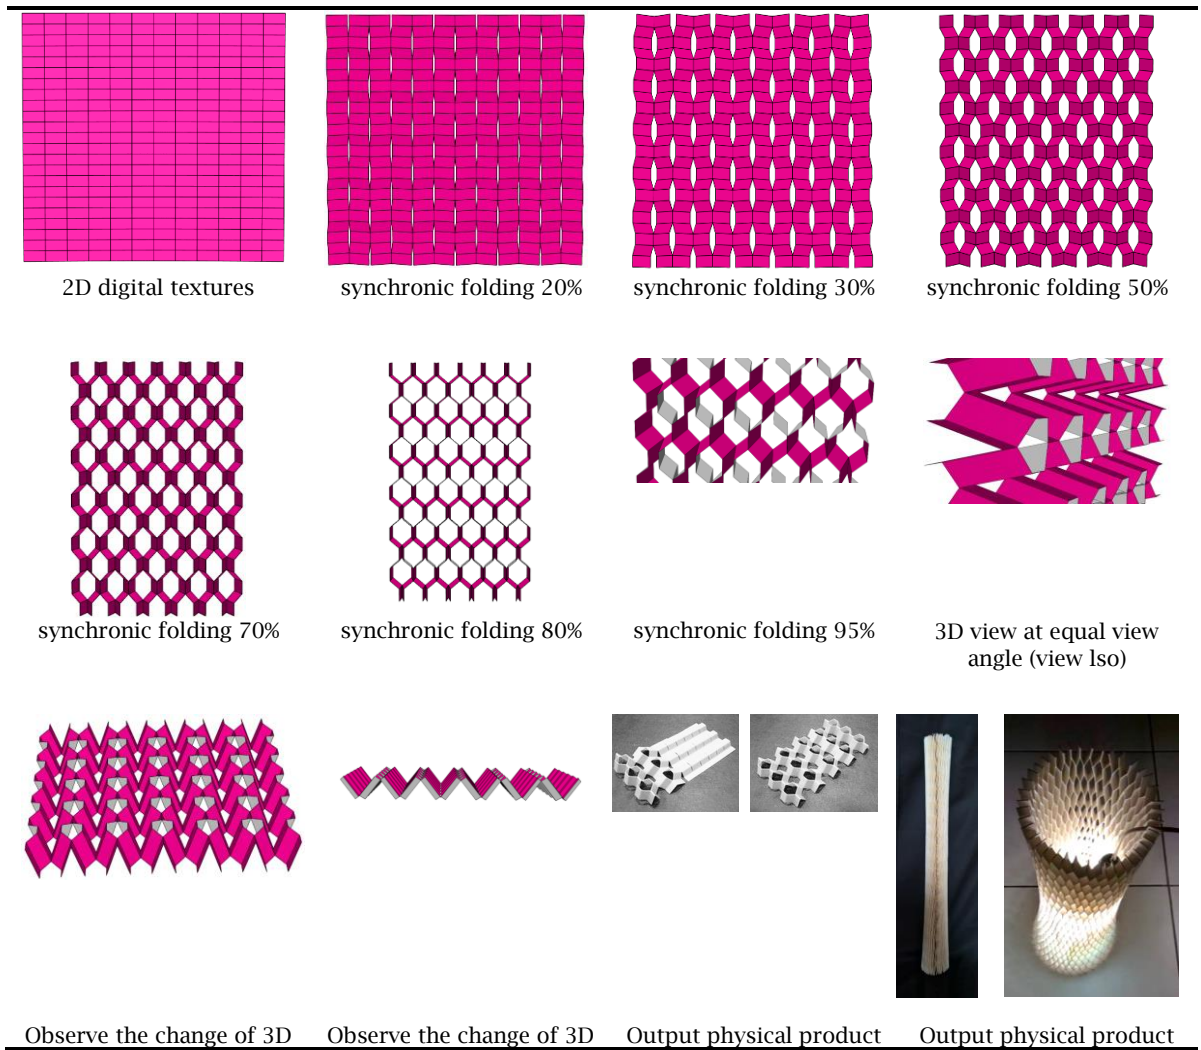 2D digital textures
synchronic folding 20%
synchronic folding 30%
synchronic folding 50%
synchronic folding 70%
synchronic folding 80%
synchronic folding 95%
3D view at equal view
angle (view lso)
Observe the change of 3D
Observe the change of 3D
Output physical product
Output physical product